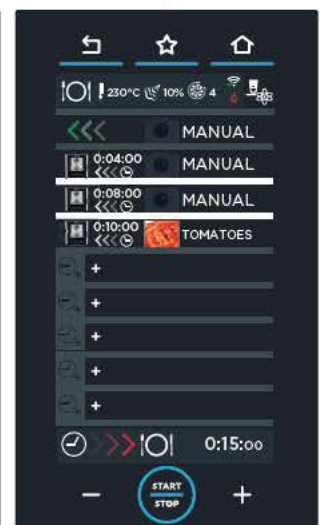 230°C 10% 4
MANUAL
0:04:00 MANUAL
0:08:00 MANUAL
0:10:00 TOMATOES
+
+
+
+
+
0:15:00
− START STOP +